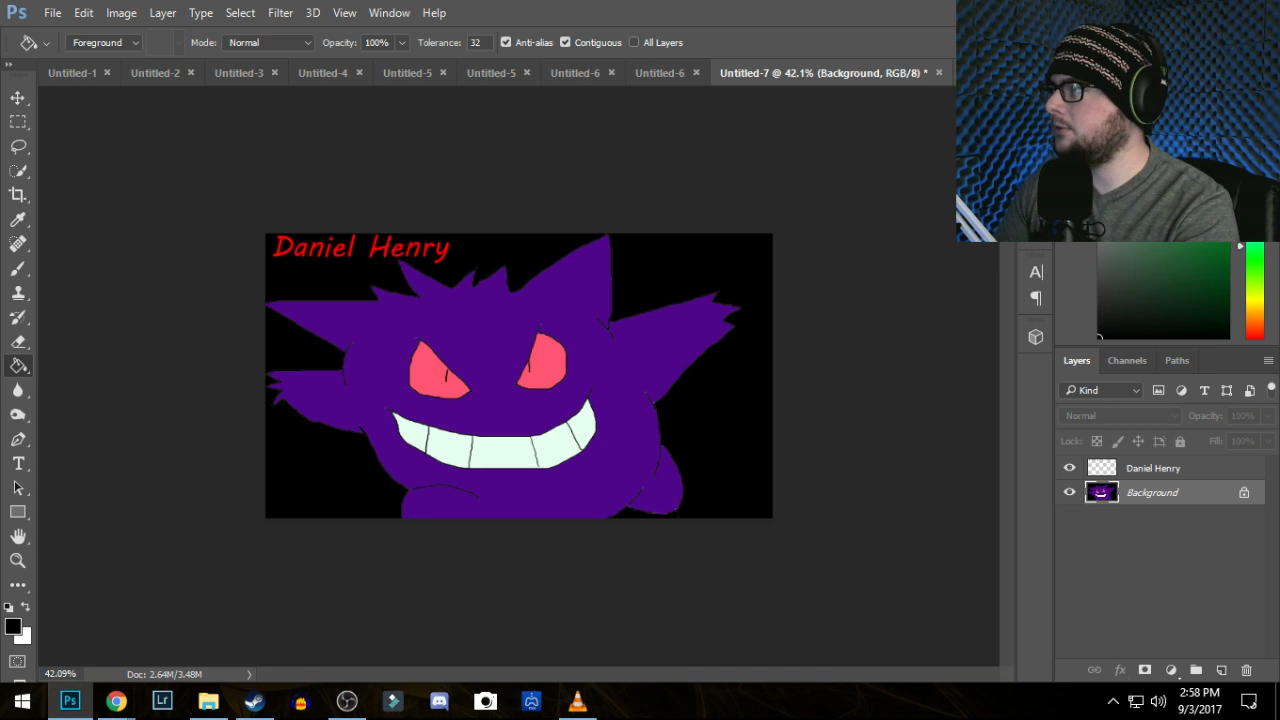 Ps File Edit Image Layer Type Select Filter 3D View Window Help
Foreground Mode: Normal Opacity: 100% Tolerance: 32 Anti-alias Contiguous All Layers
Untitled-1 × Untitled-2 × Untitled-3 × Untitled-4 × Untitled-5 × Untitled-5 × Untitled-6 × Untitled-6 × Untitled-7 @ 42.1% (Background, RGB/8) * ×
Daniel Henry
Layers Channels Paths
Kind
Normal Opacity: 100%
Lock: Fill: 100%
Daniel Henry
Background
42.09% Doc: 2.64M/3.48M
Ps Lr
2:58 PM
9/3/2017